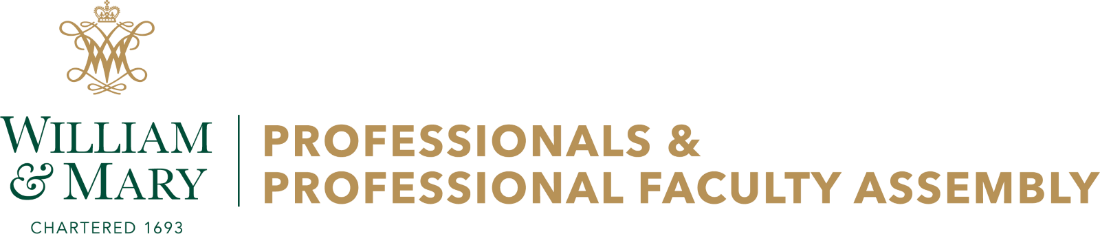 WILLIAM
& MARY
CHARTERED 1693
PROFESSIONALS &
PROFESSIONAL FACULTY ASSEMBLY